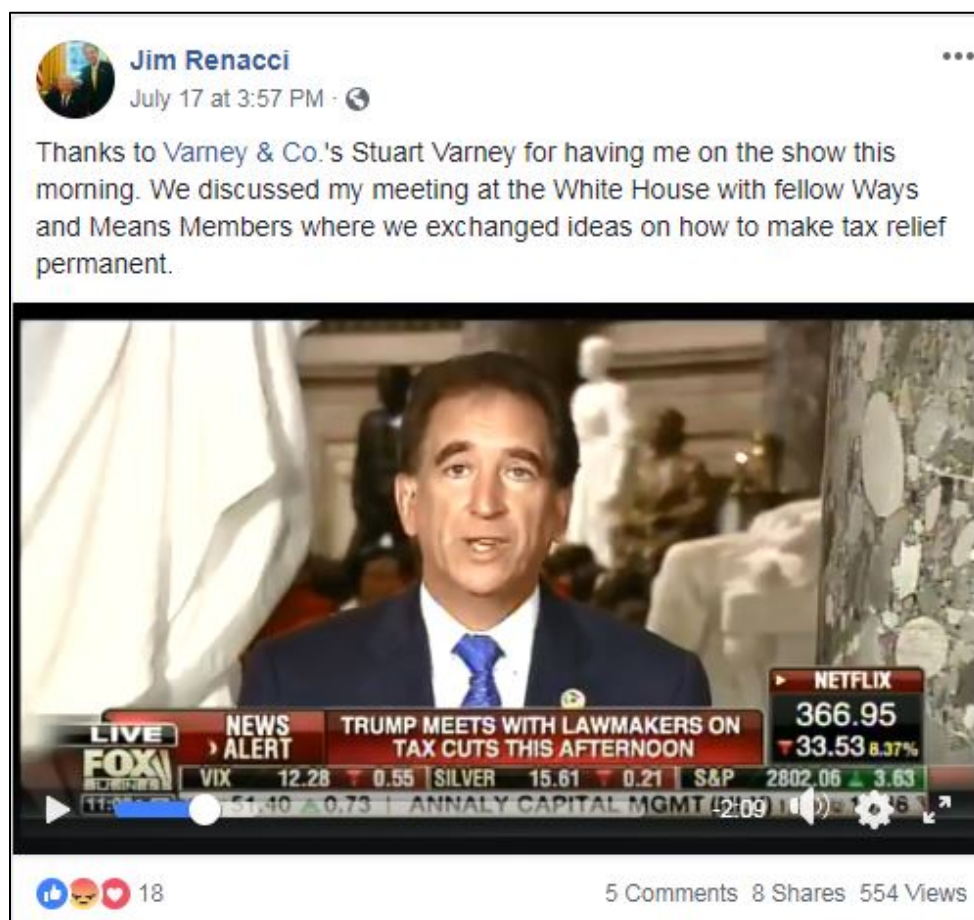 Jim Renacci
July 17 at 3:57 PM ·
Thanks to Varney & Co.'s Stuart Varney for having me on the show this
morning. We discussed my meeting at the White House with fellow Ways
and Means Members where we exchanged ideas on how to make tax relief
permanent.
NETFLIX
366.95
33.53 8.37%
LIVE
FOX
BUSINESS
NEWS
ALERT
TRUMP MEETS WITH LAWMAKERS ON
TAX CUTS THIS AFTERNOON
VIX 12.28 0.55 SILVER 15.61 0.21 S&P 2802.06 3.63
51.40 0.73 ANNALY CAPITAL MGMT
-2:09
18
5 Comments 8 Shares 554 Views